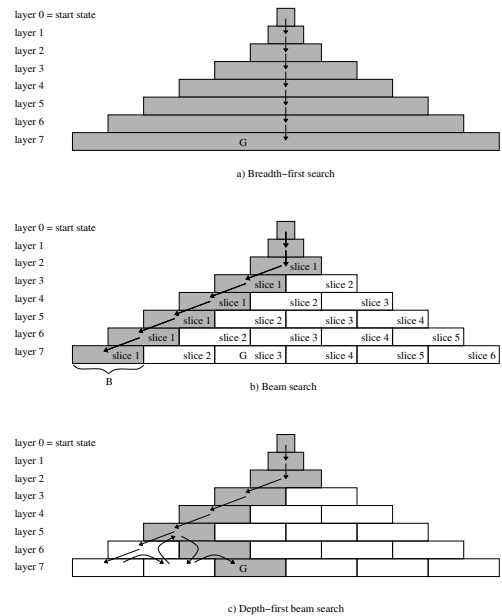 layer 0 = start state
layer 1
layer 2
layer 3
layer 4
layer 5
layer 6
layer 7
G
a) Breadth−first search
layer 0 = start state
layer 1
layer 2 slice 1
layer 3 slice 1 slice 2
layer 4 slice 1 slice 2 slice 3
layer 5 slice 1 slice 2 slice 3 slice 4
layer 6 slice 1 slice 2 slice 3 slice 4 slice 5
layer 7 slice 1 slice 2 G slice 3 slice 4 slice 5 slice 6
B
b) Beam search
layer 0 = start state
layer 1
layer 2
layer 3
layer 4
layer 5
layer 6
layer 7
G
c) Depth−first beam search